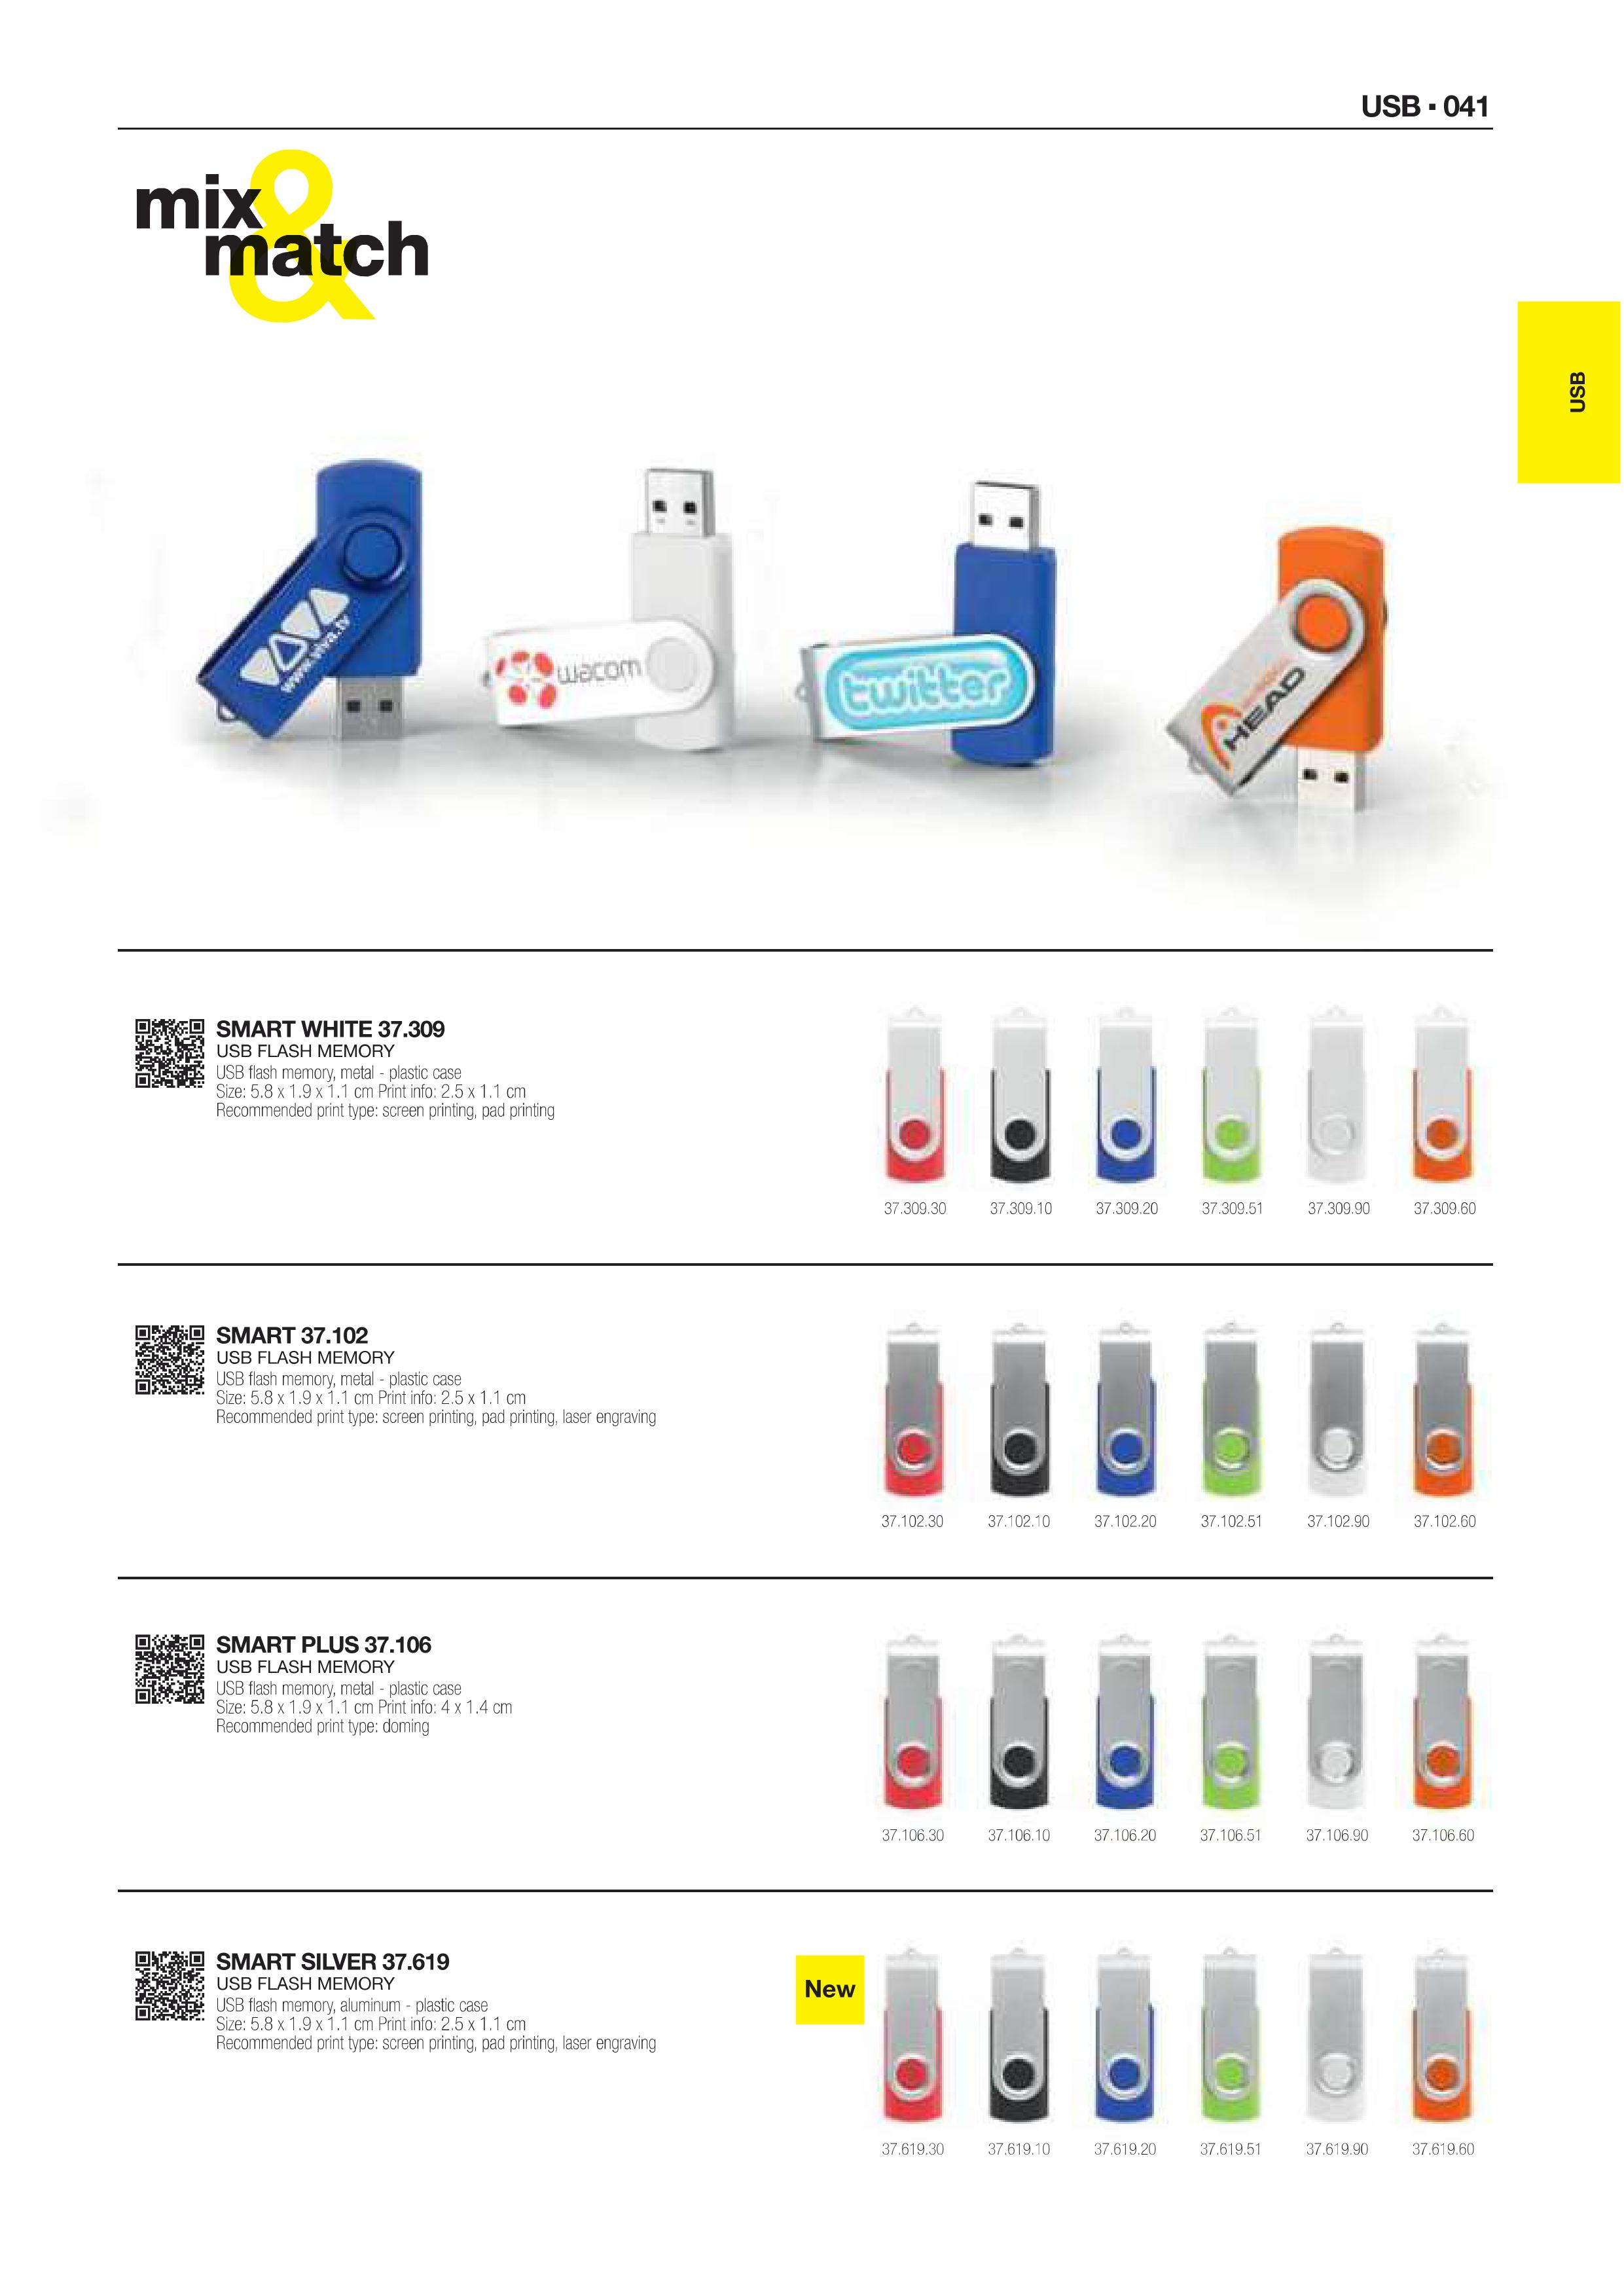 USB ▪ 041
mix &
match
USB
VIVA
www.viva.tv
wacom
twitter
HEAD
SMART WHITE 37.309
USB FLASH MEMORY
USB flash memory, metal - plastic case
Size: 5.8 x 1.9 x 1.1 cm Print info: 2.5 x 1.1 cm
Recommended print type: screen printing, pad printing
37.309.30 37.309.10 37.309.20 37.309.51 37.309.90 37.309.60
SMART 37.102
USB FLASH MEMORY
USB flash memory, metal - plastic case
Size: 5.8 x 1.9 x 1.1 cm Print info: 2.5 x 1.1 cm
Recommended print type: screen printing, pad printing, laser engraving
37.102.30 37.102.10 37.102.20 37.102.51 37.102.90 37.102.60
SMART PLUS 37.106
USB FLASH MEMORY
USB flash memory, metal - plastic case
Size: 5.8 x 1.9 x 1.1 cm Print info: 4 x 1.4 cm
Recommended print type: doming
37.106.30 37.106.10 37.106.20 37.106.51 37.106.90 37.106.60
SMART SILVER 37.619
USB FLASH MEMORY
USB flash memory, aluminum - plastic case
Size: 5.8 x 1.9 x 1.1 cm Print info: 2.5 x 1.1 cm
Recommended print type: screen printing, pad printing, laser engraving
New
37.619.30 37.619.10 37.619.20 37.619.51 37.619.90 37.619.60